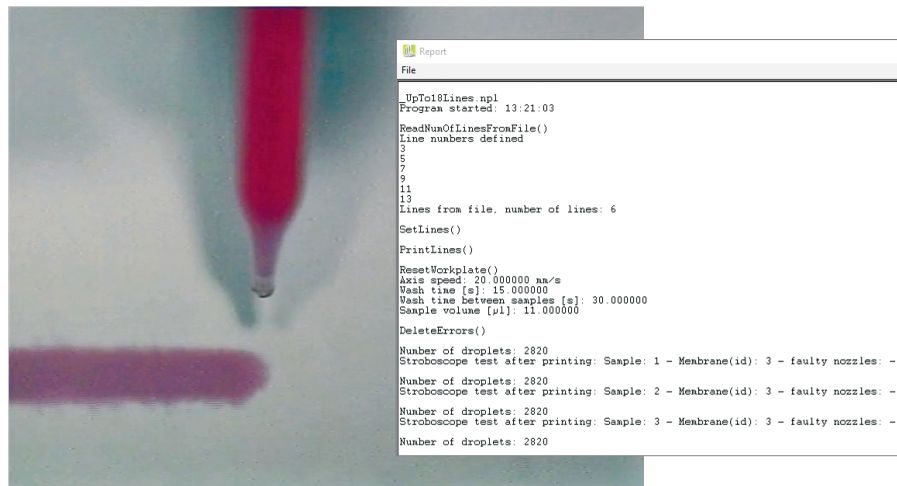 Report
File
_UpTo18Lines.npl
Program started: 13:21:03
ReadNumOfLinesFromFile()
Line numbers defined
3
5
7
9
11
13
Lines from file, number of lines: 6
SetLines()
PrintLines()
ResetWorkplate()
Axis speed: 20.000000 mm/s
Wash time [s]: 15.000000
Wash time between samples [s]: 30.000000
Sample volume [µl]: 11.000000
DeleteErrors()
Number of droplets: 2820
Stroboscope test after printing: Sample: 1 - Membrane(id): 3 - faulty nozzles: -
Number of droplets: 2820
Stroboscope test after printing: Sample: 2 - Membrane(id): 3 - faulty nozzles: -
Number of droplets: 2820
Stroboscope test after printing: Sample: 3 - Membrane(id): 3 - faulty nozzles: -
Number of droplets: 2820